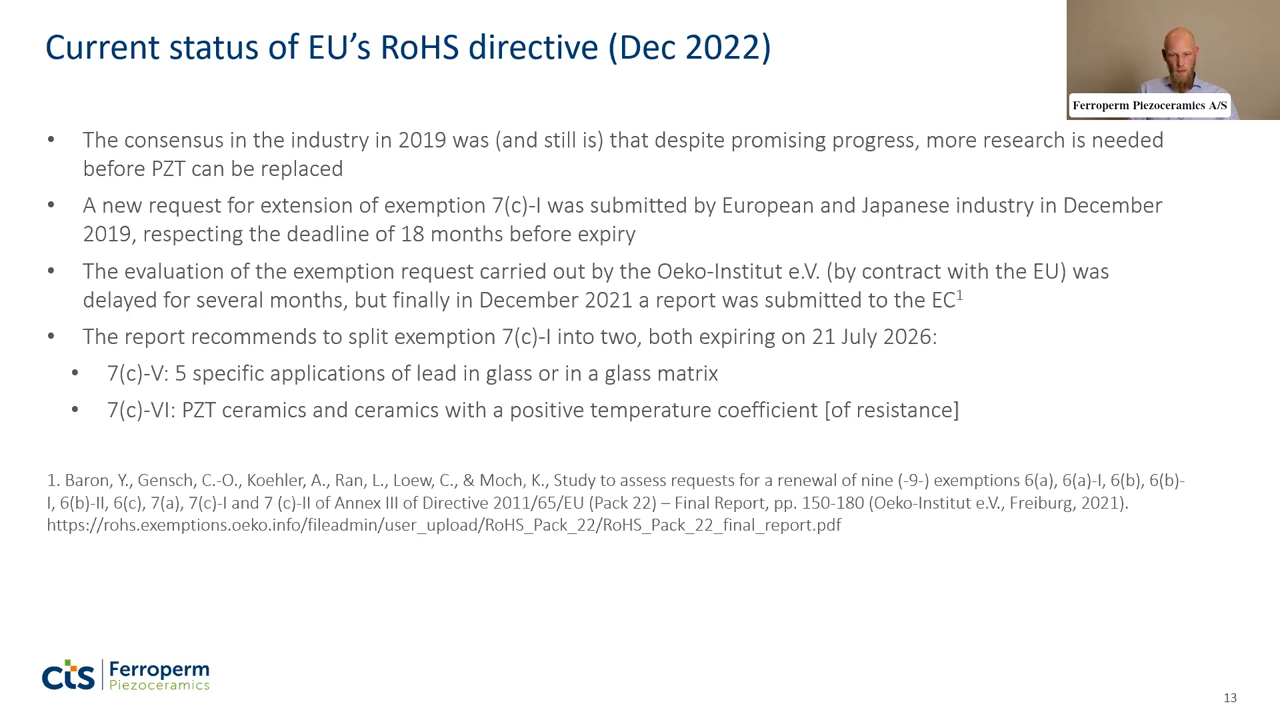 Current status of EU’s RoHS directive (Dec 2022)
Ferroperm Piezoceramics A/S
• The consensus in the industry in 2019 was (and still is) that despite promising progress, more research is needed
before PZT can be replaced
• A new request for extension of exemption 7(c)-I was submitted by European and Japanese industry in December
2019, respecting the deadline of 18 months before expiry
• The evaluation of the exemption request carried out by the Oeko-Institut e.V. (by contract with the EU) was
delayed for several months, but finally in December 2021 a report was submitted to the EC1
• The report recommends to split exemption 7(c)-I into two, both expiring on 21 July 2026:
• 7(c)-V: 5 specific applications of lead in glass or in a glass matrix
• 7(c)-VI: PZT ceramics and ceramics with a positive temperature coefficient [of resistance]
1. Baron, Y., Gensch, C.-O., Koehler, A., Ran, L., Loew, C., & Moch, K., Study to assess requests for a renewal of nine (-9-) exemptions 6(a), 6(a)-I, 6(b), 6(b)-
I, 6(b)-II, 6(c), 7(a), 7(c)-I and 7 (c)-II of Annex III of Directive 2011/65/EU (Pack 22) – Final Report, pp. 150-180 (Oeko-Institut e.V., Freiburg, 2021).
https://rohs.exemptions.oeko.info/fileadmin/user_upload/RoHS_Pack_22/RoHS_Pack_22_final_report.pdf
cts Ferroperm
Piezoceramics
13